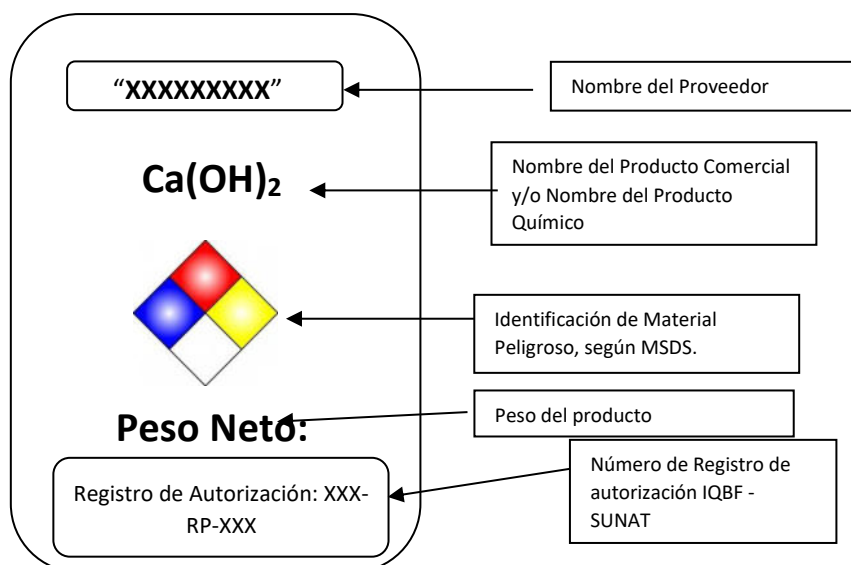 “XXXXXXXXX”
Nombre del Proveedor
Ca(OH)₂
Nombre del Producto Comercial
y/o Nombre del Producto
Químico
Identificación de Material
Peligroso, según MSDS.
Peso Neto:
Peso del producto
Registro de Autorización: XXX-
RP-XXX
Número de Registro de
autorización IQBF -
SUNAT